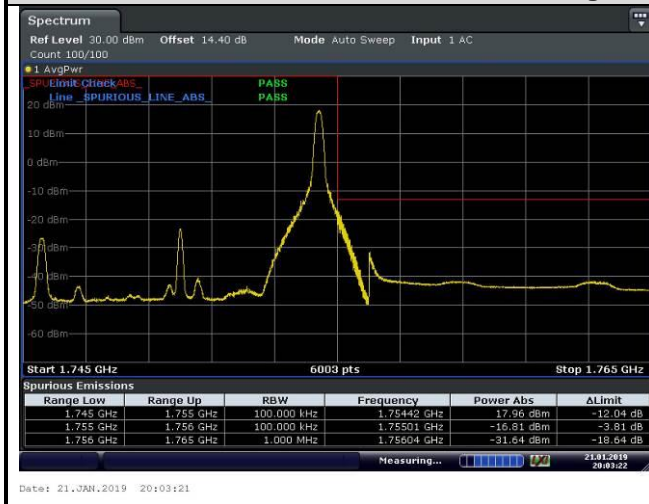 Spectrum
Ref Level 30.00 dBm Offset 14.40 dB Mode Auto Sweep Input 1 AC
Count 100/100
1 AvgPwr
Limit Check PASS
Line _SPURIOUS_LINE_ABS_ PASS
20 dBm
10 dBm
0 dBm
-10 dBm
-20 dBm
-30 dBm
-40 dBm
-50 dBm
-60 dBm
Start 1.745 GHz 6003 pts Stop 1.765 GHz
Spurious Emissions
Range Low Range Up RBW Frequency Power Abs ΔLimit
1.745 GHz 1.755 GHz 100.000 kHz 1.75442 GHz 17.96 dBm -12.04 dB
1.755 GHz 1.756 GHz 100.000 kHz 1.75501 GHz -16.81 dBm -3.81 dB
1.756 GHz 1.765 GHz 1.000 MHz 1.75604 GHz -31.64 dBm -18.64 dB
Measuring... 21.01.2019
20:03:22
Date: 21.JAN.2019 20:03:21